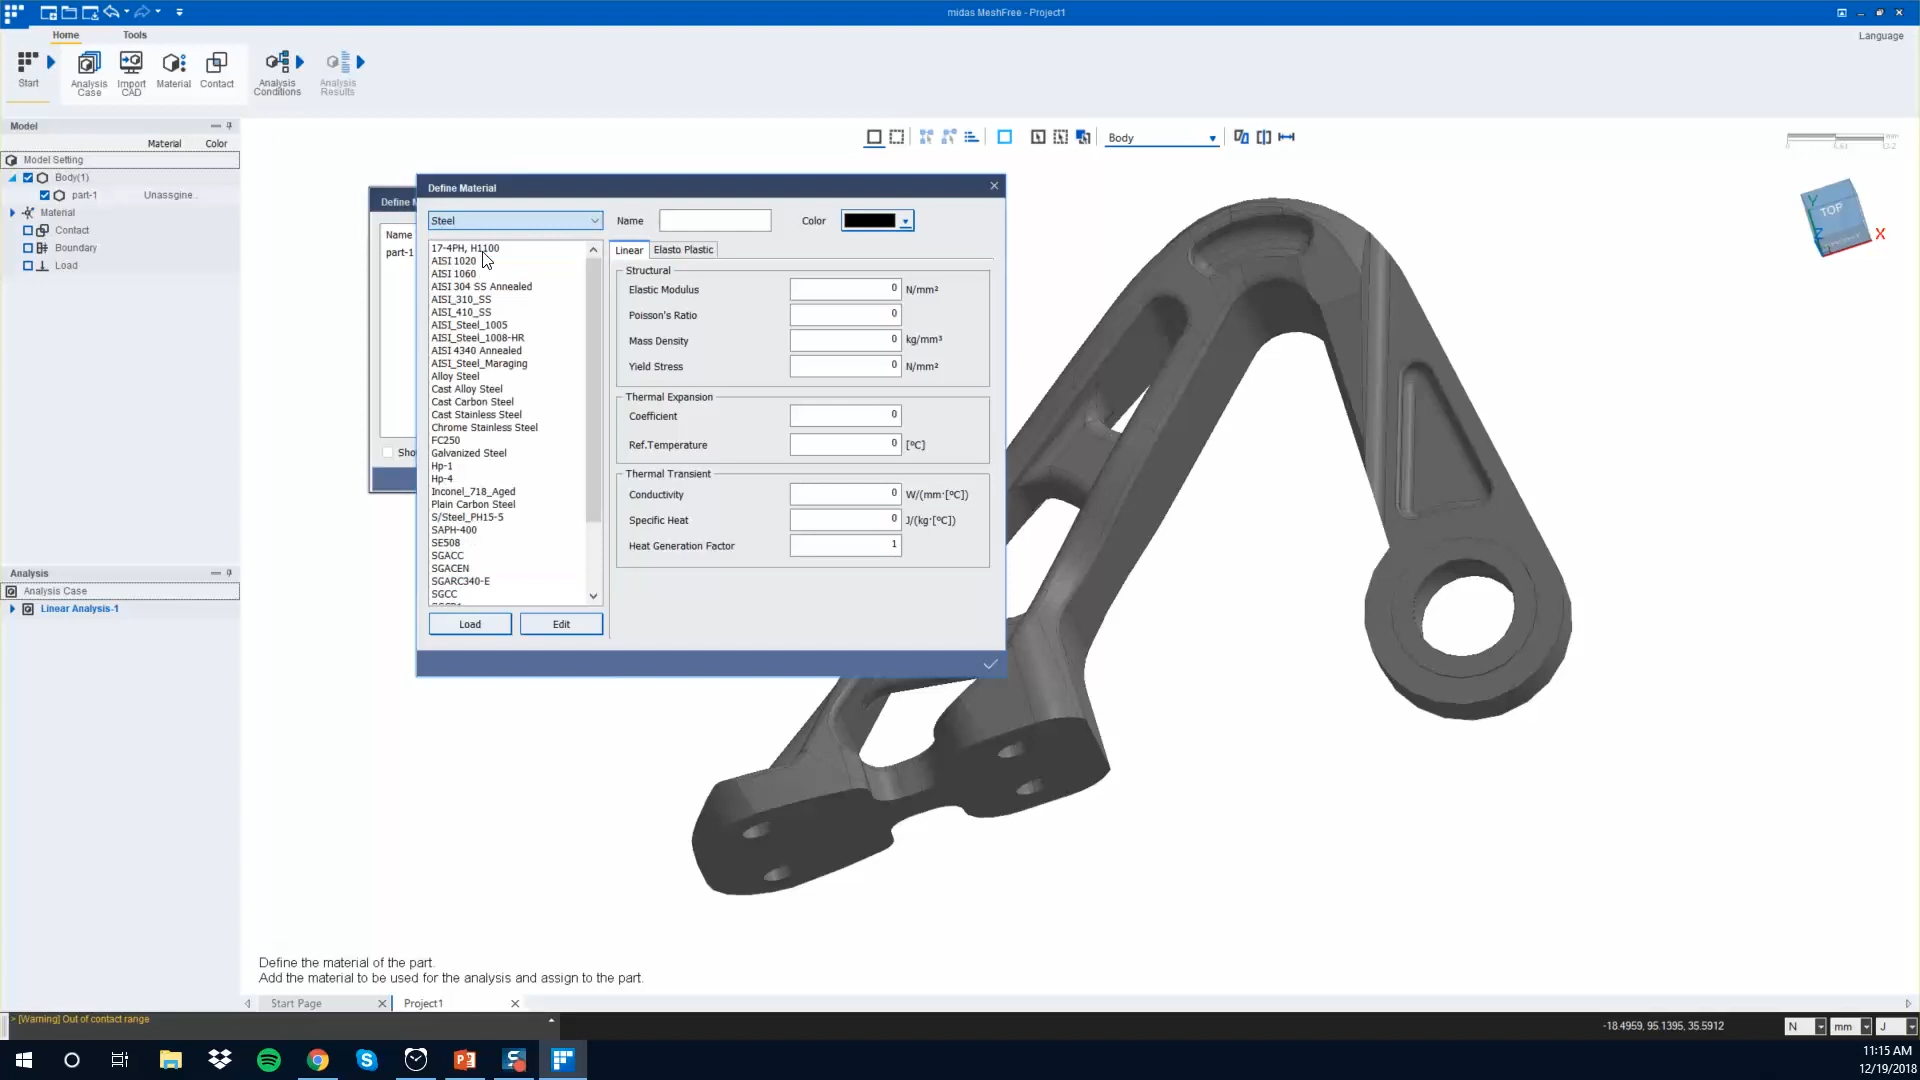 midas MeshFree - Project1
Home
Tools
Language
Start
Analysis Case
Import CAD
Material
Contact
Analysis Conditions
Analysis Results
Model
Material
Color
Model Setting
Body(1)
part-1
Unassgine..
Material
Contact
Boundary
Load
Analysis
Analysis Case
Linear Analysis-1
Body
TOP
Y
Z
X
mm
Define M
Name
part-1
Sho
Define Material
Steel
Name
Color
17-4PH, H1100
AISI 1020
AISI 1060
AISI 304 SS Annealed
AISI_310_SS
AISI_410_SS
AISI_Steel_1005
AISI_Steel_1008-HR
AISI 4340 Annealed
AISI_Steel_Maraging
Alloy Steel
Cast Alloy Steel
Cast Carbon Steel
Cast Stainless Steel
Chrome Stainless Steel
FC250
Galvanized Steel
Hp-1
Hp-4
Inconel_718_Aged
Plain Carbon Steel
S/Steel_PH15-5
SAPH-400
SE508
SGACC
SGACEN
SGARC340-E
SGCC
Load
Edit
Linear
Elasto Plastic
Structural
Elastic Modulus 0 N/mm²
Poisson's Ratio 0
Mass Density 0 kg/mm³
Yield Stress 0 N/mm²
Thermal Expansion
Coefficient 0
Ref.Temperature 0 [ºC]
Thermal Transient
Conductivity 0 W/(mm·[ºC])
Specific Heat 0 J/(kg·[ºC])
Heat Generation Factor 1
Define the material of the part.
Add the material to be used for the analysis and assign to the part.
Start Page
Project1
> [Warning] Out of contact range
-18.4959, 95.1395, 35.5912
N
mm
J
11:15 AM
12/19/2018